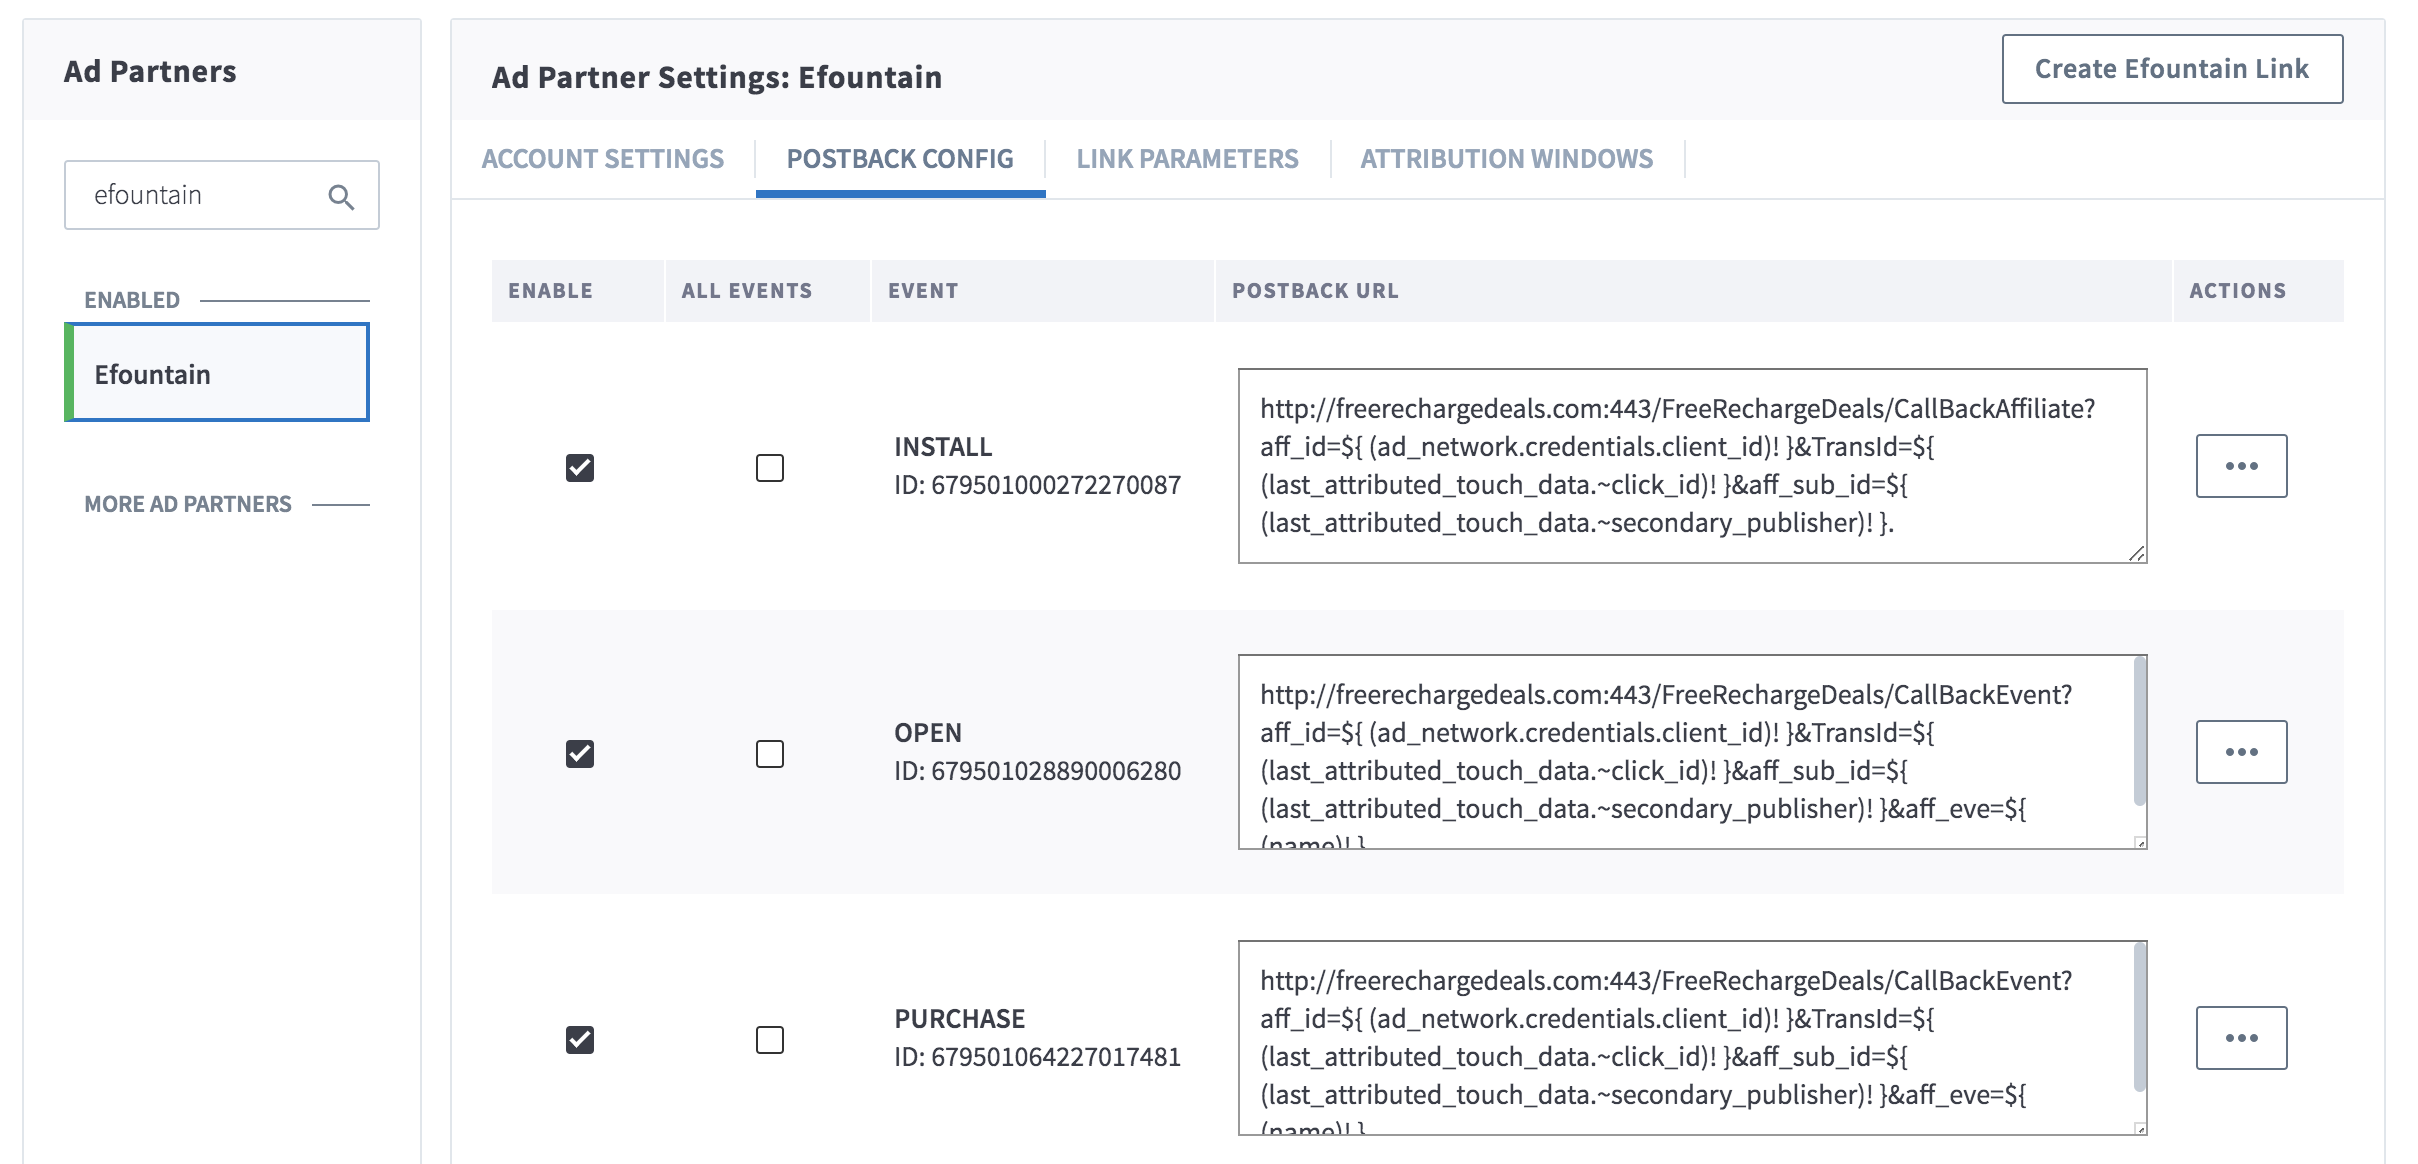 Ad Partners
efountain
ENABLED
Efountain
MORE AD PARTNERS
Ad Partner Settings: Efountain
Create Efountain Link
ACCOUNT SETTINGS
POSTBACK CONFIG
LINK PARAMETERS
ATTRIBUTION WINDOWS
ENABLE
ALL EVENTS
EVENT
POSTBACK URL
ACTIONS
INSTALL
ID: 679501000272270087
http://freerechargedeals.com:443/FreeRechargeDeals/CallBackAffiliate?
aff_id=${ (ad_network.credentials.client_id)! }&TransId=${
(last_attributed_touch_data.~click_id)! }&aff_sub_id=${
(last_attributed_touch_data.~secondary_publisher)! }.
OPEN
ID: 679501028890006280
http://freerechargedeals.com:443/FreeRechargeDeals/CallBackEvent?
aff_id=${ (ad_network.credentials.client_id)! }&TransId=${
(last_attributed_touch_data.~click_id)! }&aff_sub_id=${
(last_attributed_touch_data.~secondary_publisher)! }&aff_eve=${
(name)! }
PURCHASE
ID: 679501064227017481
http://freerechargedeals.com:443/FreeRechargeDeals/CallBackEvent?
aff_id=${ (ad_network.credentials.client_id)! }&TransId=${
(last_attributed_touch_data.~click_id)! }&aff_sub_id=${
(last_attributed_touch_data.~secondary_publisher)! }&aff_eve=${
(name)! }